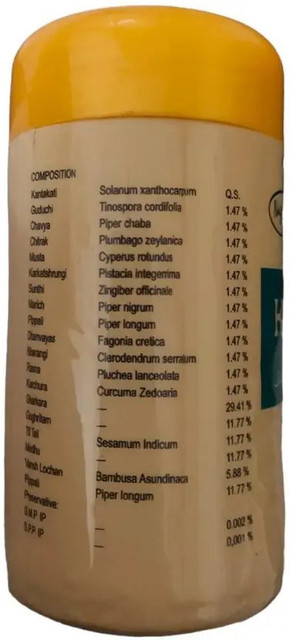 COMPOSITION
Kantakati Solanum xanthocarpum Q.S.
Guduchi Tinospora cordifolia 1.47 %
Chavya Piper chaba 1.47 %
Chitrak Plumbago zeylanica 1.47 %
Musta Cyperus rotundus 1.47 %
Karkatshrungi Pistacia integerrima 1.47 %
Sunthi Zingiber officinale 1.47 %
Marich Piper nigrum 1.47 %
Pippali Piper longum 1.47 %
Dhanvayas Fagonia cretica 1.47 %
Bharangi Clerodendrum serratum 1.47 %
Rasna Pluchea lanceolata 1.47 %
Karchura Curcuma Zedoaria 1.47 %
Sharkara — 29.41 %
Goghritam — 11.77 %
Til Tail Sesamum Indicum 11.77 %
Madhu — 11.77 %
Vansh Lochan Bambusa Asundinaca 5.88 %
Pippali Piper longum 11.77 %
Preservative:
S.M.P. IP — 0.002 %
S.P.P. IP — 0,001 %